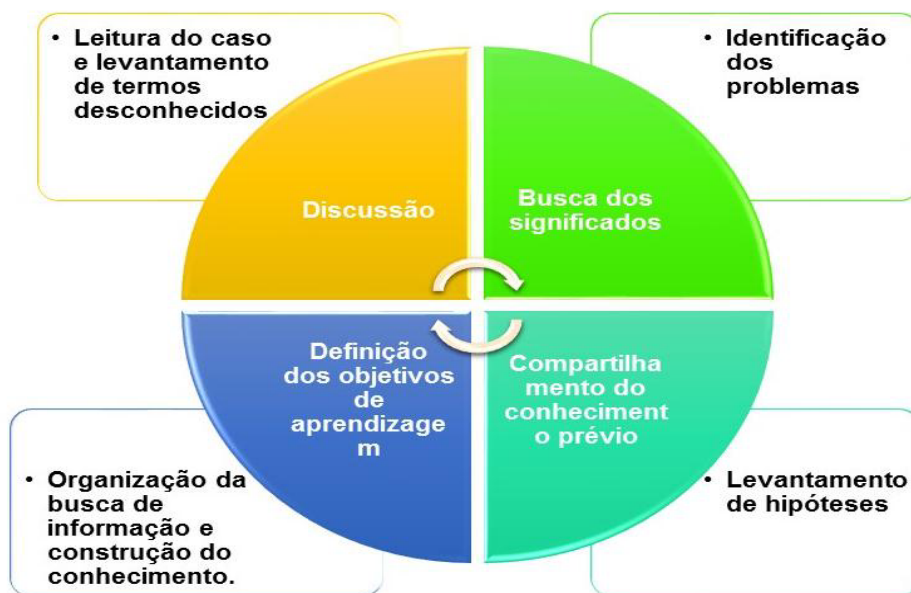 • Leitura do caso
e levantamento
de termos
desconhecidos
• Identificação
dos
problemas
Discussão
Busca dos
significados
Definição
dos objetivos
de
aprendizage
m
Compartilha
mento do
conheciment
o prévio
• Organização da
busca de
informação e
construção do
conhecimento.
• Levantamento
de hipóteses